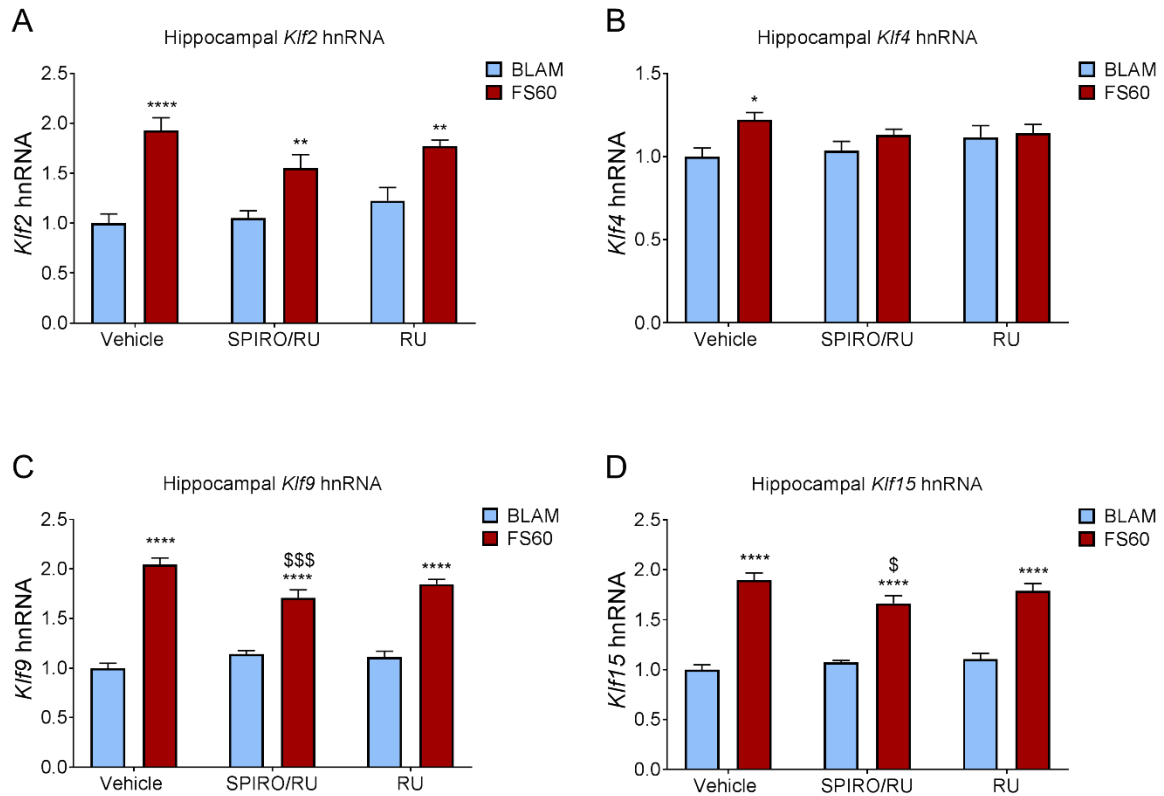 A
Hippocampal Klf2 hnRNA
BLAM
FS60
Klf2 hnRNA
2.5
2.0
1.5
1.0
0.5
0.0
****
**
**
Vehicle SPIRO/RU RU
B
Hippocampal Klf4 hnRNA
BLAM
FS60
Klf4 hnRNA
1.5
1.0
0.5
0.0
*
Vehicle SPIRO/RU RU
C
Hippocampal Klf9 hnRNA
BLAM
FS60
Klf9 hnRNA
2.5
2.0
1.5
1.0
0.5
0.0
****
$$$
****
****
Vehicle SPIRO/RU RU
D
Hippocampal Klf15 hnRNA
BLAM
FS60
Klf15 hnRNA
2.5
2.0
1.5
1.0
0.5
0.0
****
$
****
****
Vehicle SPIRO/RU RU